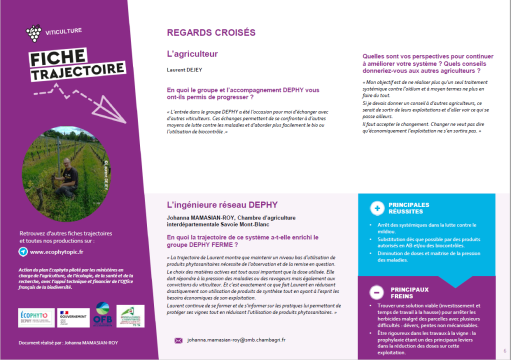 VITICULTURE
FICHE
TRAJECTOIRE
Retrouvez d'autres fiches trajectoires
et toutes nos productions sur :
www.ecophytopic.fr
Action du plan Ecophyto piloté par les ministères en
charge de l'agriculture, de l'écologie, de la santé et de la
recherche, avec l'appui technique et financier de l'Office
français de la biodiversité.
ECOPHYTO
GOUVERNEMENT
OFB
Document réalisé par : Johanna MAMASIAN-ROY
REGARDS CROISÉS
L'agriculteur
Laurent DEJEY
En quoi le groupe et l'accompagnement DEPHY vous
ont-ils permis de progresser ?
« L'entrée dans le groupe DEPHY a été l'occasion pour moi d'échanger avec
d'autres viticulteurs. Ces échanges permettent de se confronter à d'autres
moyens de lutte contre les maladies et d'aborder plus facilement le bio ou
l'utilisation de biocontrôle. »
Quelles sont vos perspectives pour continuer
à améliorer votre système ? Quels conseils
donneriez-vous aux autres agriculteurs ?
« Mon objectif est de ne réaliser plus qu'un seul traitement
systémique contre l'oïdium et à moyen termes ne plus en
faire du tout.
Si je devais donner un conseil à d'autres agriculteurs, ce
serait de sortir de leurs exploitations et d'aller voir ce qui se
passe ailleurs.
Il faut accepter le changement. Changer ne veut pas dire
qu'économiquement l'exploitation ne s'en sortira pas. »
L'ingénieure réseau DEPHY
Johanna MAMASIAN-ROY, Chambre d'agriculture
interdépartementale Savoie Mont-Blanc
En quoi la trajectoire de ce système a-t-elle enrichi le
groupe DEPHY FERME ?
« La trajectoire de Laurent montre que maintenir un niveau bas d'utilisation de
produits phytosanitaires nécessite de l'observation et de la remise en question.
Le choix des matières actives est tout aussi important que la dose utilisée. Elle
doit répondre à la pression des maladies ou des ravageurs mais également aux
convictions du viticulteur. Et c'est exactement ce que fait Laurent en réduisant
drastiquement son utilisation de produits de synthèse tout en ayant à l'esprit les
besoins économiques de son exploitation.
Laurent continue de se former et de s'informer sur les pratiques lui permettant de
protéger ses vignes tout en réduisant l'utilisation de produits phytosanitaires. »
johanna.mamasian-roy@smb.chambagri.fr
PRINCIPALES
RÉUSSITES
• Arrêt des systémiques dans la lutte contre le
mildiou.
• Substitution dès que possible par des produits
autorisés en AB et/ou des biocontrôles.
• Diminution de doses et maîtrise de la pression
des maladies.
PRINCIPAUX
FREINS
• Trouver une solution viable (investissement et
temps de travail à la hausse) pour arrêter les
herbicides malgré des parcelles avec plusieurs
difficultés : dévers, pentes non mécanisables.
• Être rigoureux dans les travaux à la vigne : la
prophylaxie étant un des principaux leviers
dans la réduction des doses sur cette
exploitation.